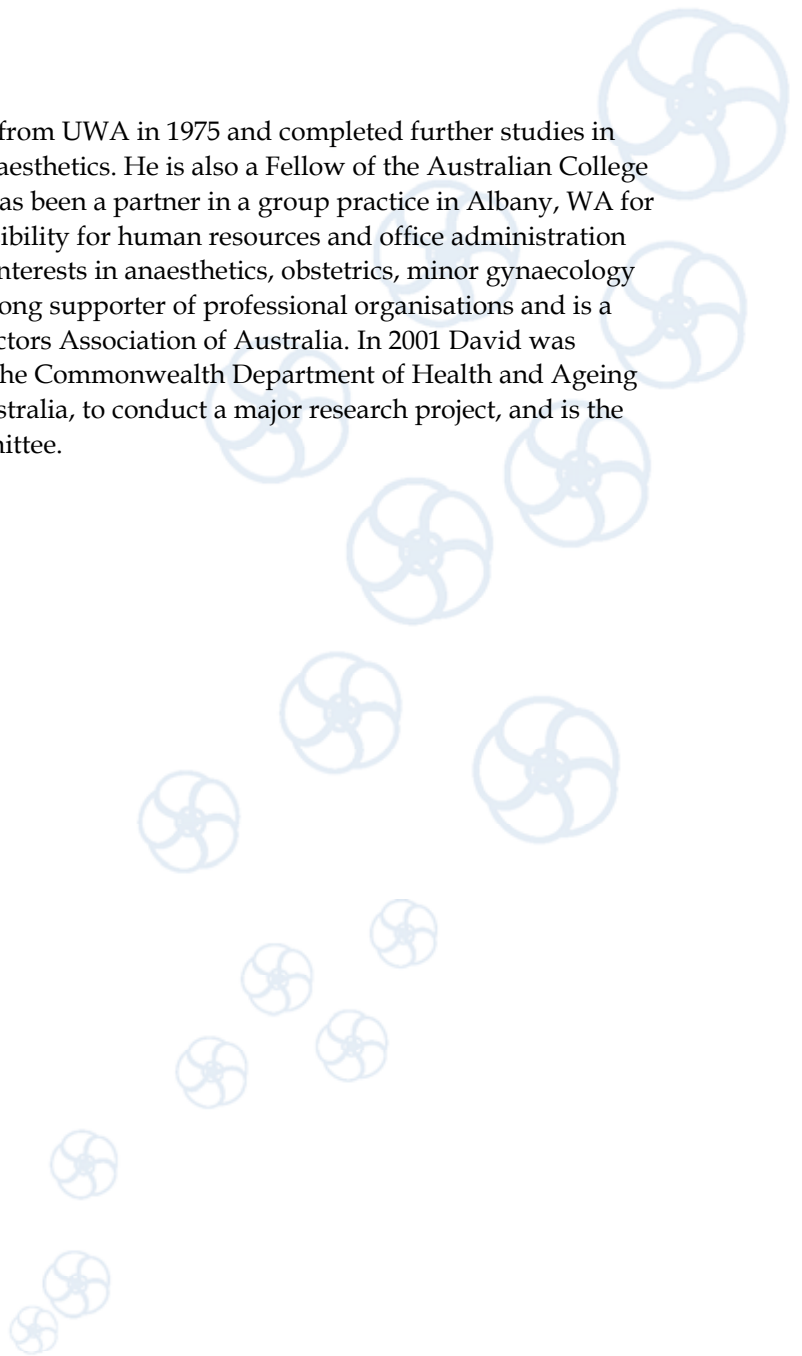 from UWA in 1975 and completed further studies in
aesthetics. He is also a Fellow of the Australian College
as been a partner in a group practice in Albany, WA for
ibility for human resources and office administration
nterests in anaesthetics, obstetrics, minor gynaecology
ong supporter of professional organisations and is a
ctors Association of Australia. In 2001 David was
he Commonwealth Department of Health and Ageing
stralia, to conduct a major research project, and is the
ittee.